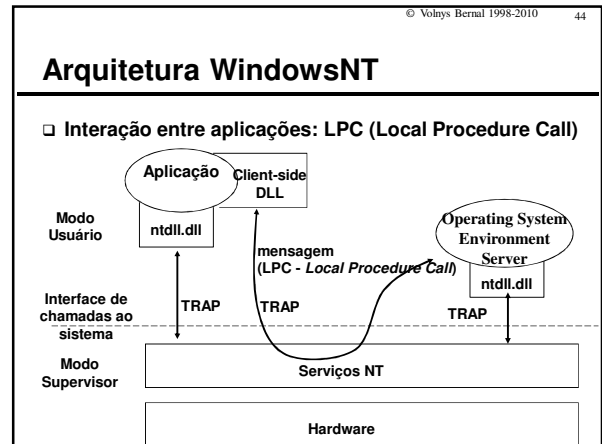 © Volnys Bernal 1998-2010 44
Arquitetura WindowsNT
❑ Interação entre aplicações: LPC (Local Procedure Call)
Aplicação
Client-side
DLL
ntdll.dll
Modo
Usuário
Operating System
Environment
Server
ntdll.dll
mensagem
(LPC - Local Procedure Call)
Interface de
chamadas ao
sistema
TRAP
TRAP
TRAP
Modo
Supervisor
Serviços NT
Hardware